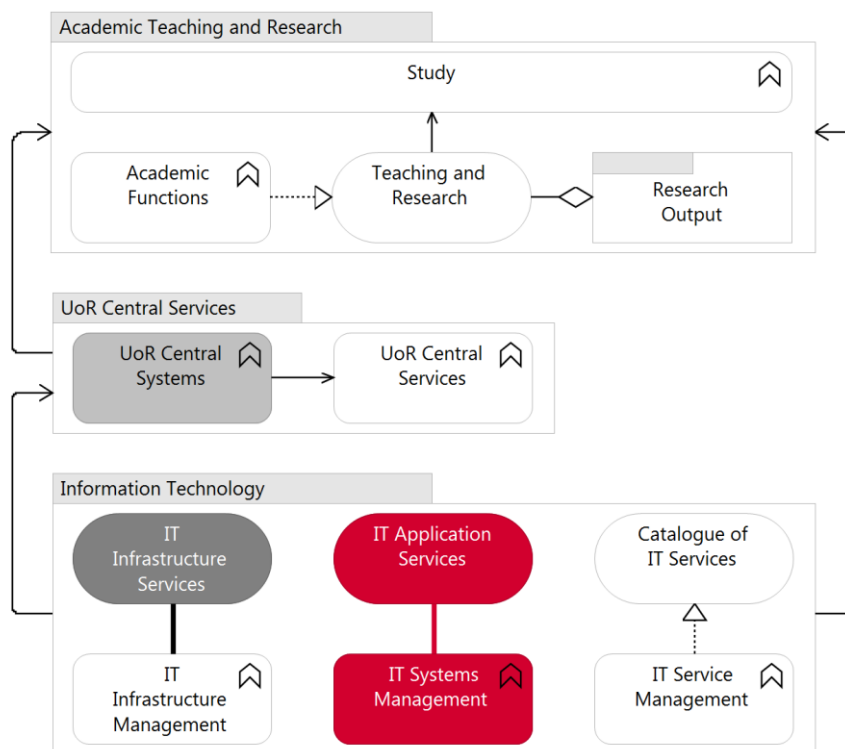 Academic Teaching and Research
Study
Academic
Functions
Teaching and
Research
Research
Output
UoR Central Services
UoR Central
Systems
UoR Central
Services
Information Technology
IT
Infrastructure
Services
IT Application
Services
Catalogue of
IT Services
IT
Infrastructure
Management
IT Systems
Management
IT Service
Management